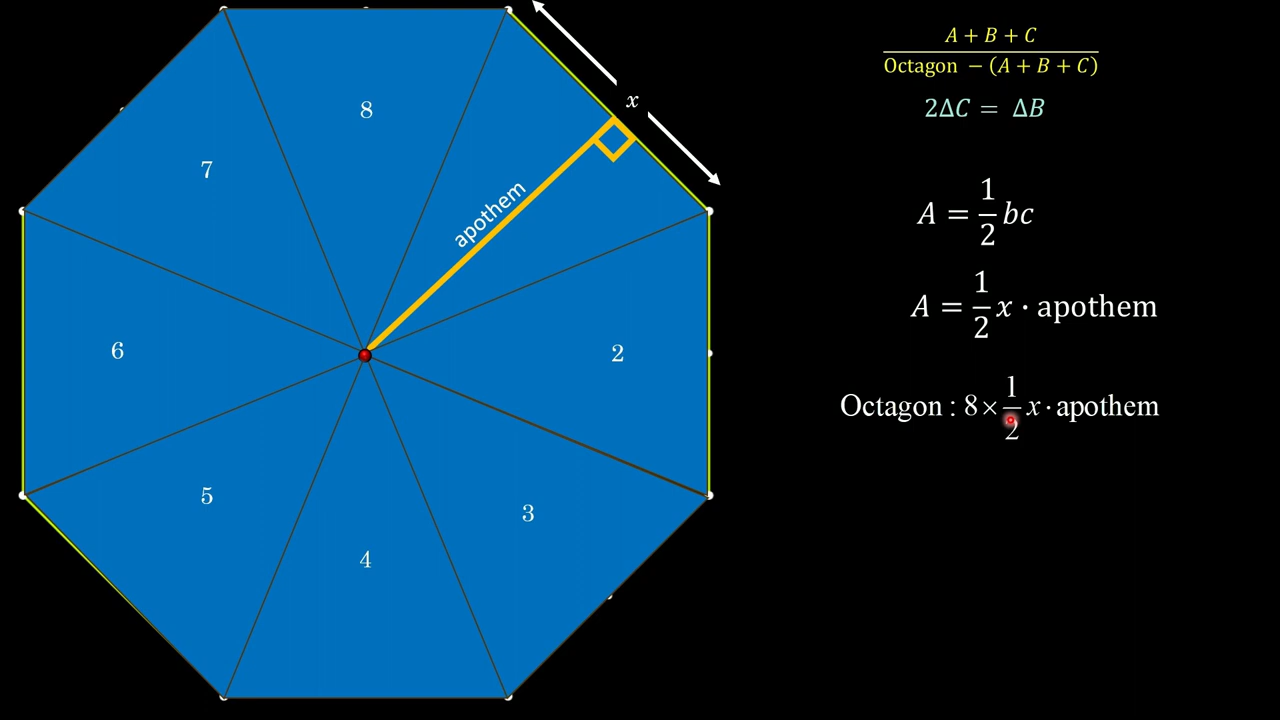 A + B + C
Octagon − (A + B + C)
2ΔC = ΔB
x
8
7
apothem
A = 1/2 bc
A = 1/2 x · apothem
6
2
Octagon : 8 × 1/2 x · apothem
5
3
4